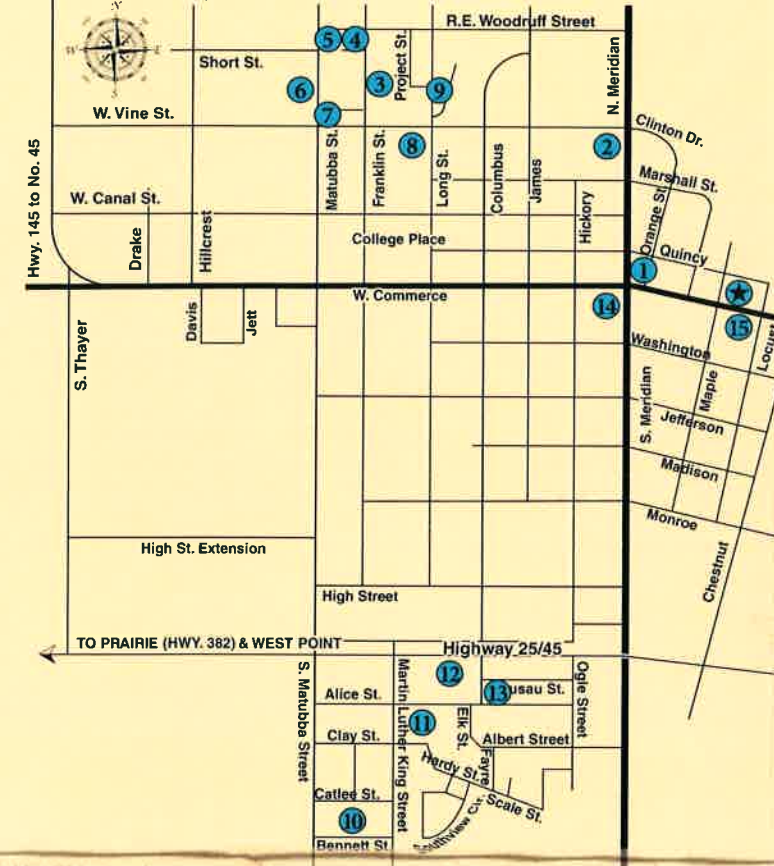 R.E. Woodruff Street
N
W
E
S
5
4
Short St.
Project St.
N. Meridian
6
3
9
W. Vine St.
7
Clinton Dr.
8
2
Matubba St.
Franklin St.
Long St.
Columbus
James
Marshall St.
W. Canal St.
Hickory
Orange St.
Hwy. 145 to No. 45
Drake
Hillcrest
College Place
Quincy
1
W. Commerce
14
15
Davis
Jett
Washington
S. Thayer
S. Meridian
Maple
Jefferson
Madison
Monroe
High St. Extension
Chestnut
High Street
TO PRAIRIE (HWY. 382) & WEST POINT
Highway 25/45
12
13
usau St.
Alice St.
S. Matubba Street
Martin Luther King Street
Ogle Street
11
Elk St.
Clay St.
Albert Street
Hardy St.
Fayre
Catlee St.
Scale St.
10
Southview Cir.
Bennett St.